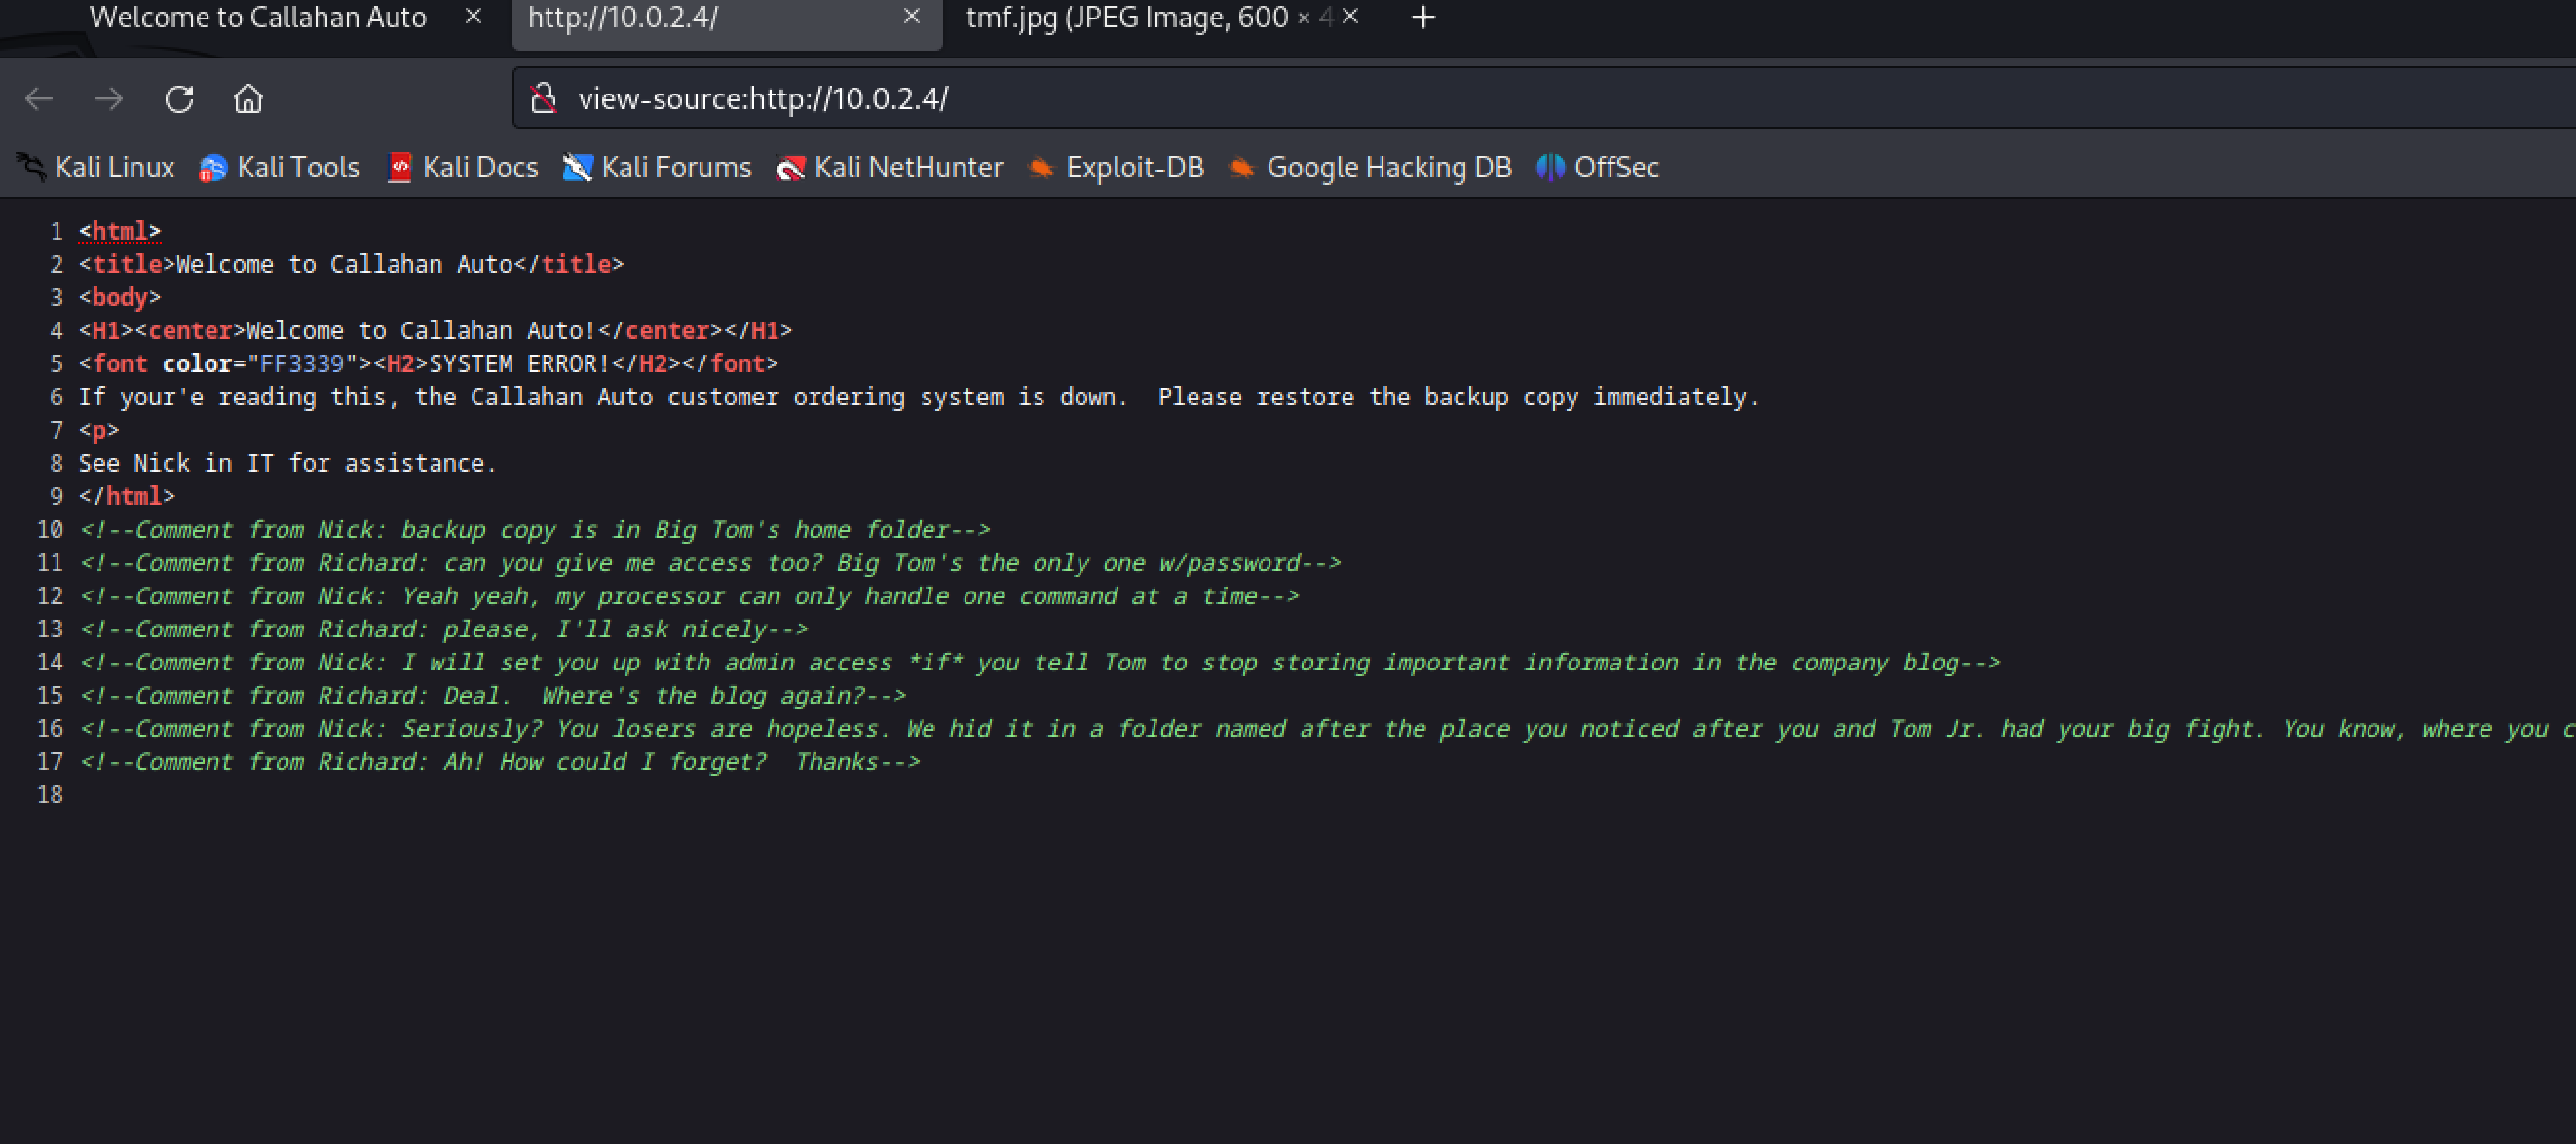 Welcome to Callahan Auto
http://10.0.2.4/
tmf.jpg (JPEG Image, 600 × 4
view-source:http://10.0.2.4/
Kali Linux Kali Tools Kali Docs Kali Forums Kali NetHunter Exploit-DB Google Hacking DB OffSec
1 <html>
2 <title>Welcome to Callahan Auto</title>
3 <body>
4 <H1><center>Welcome to Callahan Auto!</center></H1>
5 <font color="FF3339"><H2>SYSTEM ERROR!</H2></font>
6 If your'e reading this, the Callahan Auto customer ordering system is down.  Please restore the backup copy immediately.
7 <p>
8 See Nick in IT for assistance.
9 </html>
10 <!--Comment from Nick: backup copy is in Big Tom's home folder-->
11 <!--Comment from Richard: can you give me access too? Big Tom's the only one w/password-->
12 <!--Comment from Nick: Yeah yeah, my processor can only handle one command at a time-->
13 <!--Comment from Richard: please, I'll ask nicely-->
14 <!--Comment from Nick: I will set you up with admin access *if* you tell Tom to stop storing important information in the company blog-->
15 <!--Comment from Richard: Deal.  Where's the blog again?-->
16 <!--Comment from Nick: Seriously? You losers are hopeless. We hid it in a folder named after the place you noticed after you and Tom Jr. had your big fight. You know, where you c
17 <!--Comment from Richard: Ah! How could I forget?  Thanks-->
18